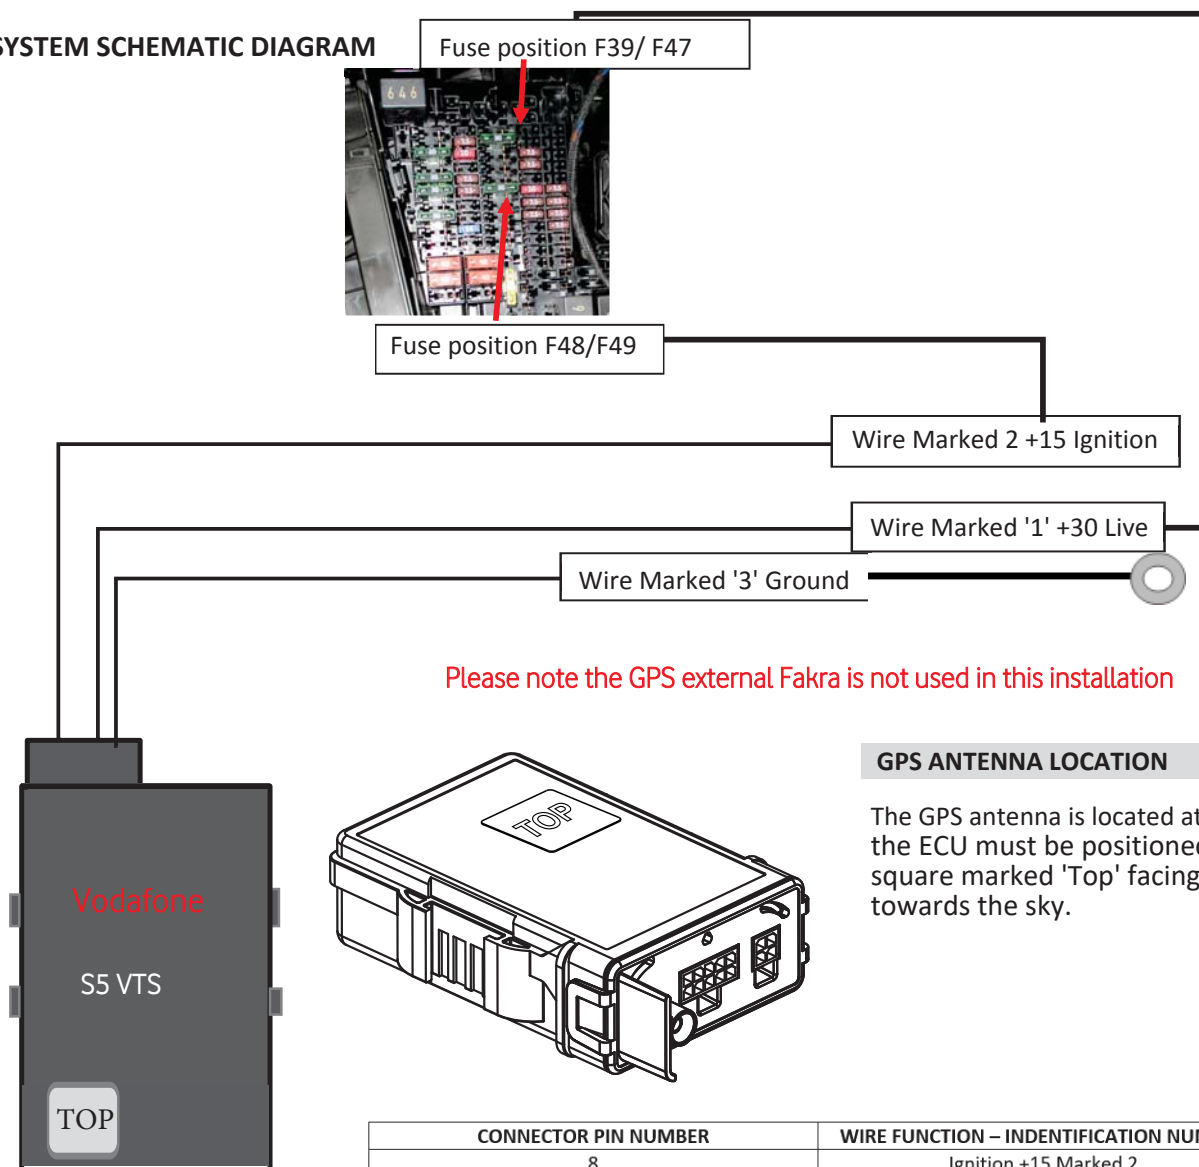 SYSTEM SCHEMATIC DIAGRAM
Fuse position F39/ F47
646
Fuse position F48/F49
Wire Marked 2 +15 Ignition
Wire Marked '1' +30 Live
Wire Marked '3' Ground
Please note the GPS external Fakra is not used in this installation
GPS ANTENNA LOCATION
The GPS antenna is located at
the ECU must be positioned
square marked 'Top' facing
towards the sky.
TOP
Vodafone
S5 VTS
TOP
CONNECTOR PIN NUMBER
WIRE FUNCTION – INDENTIFICATION NU
8
Ignition +15 Marked 2